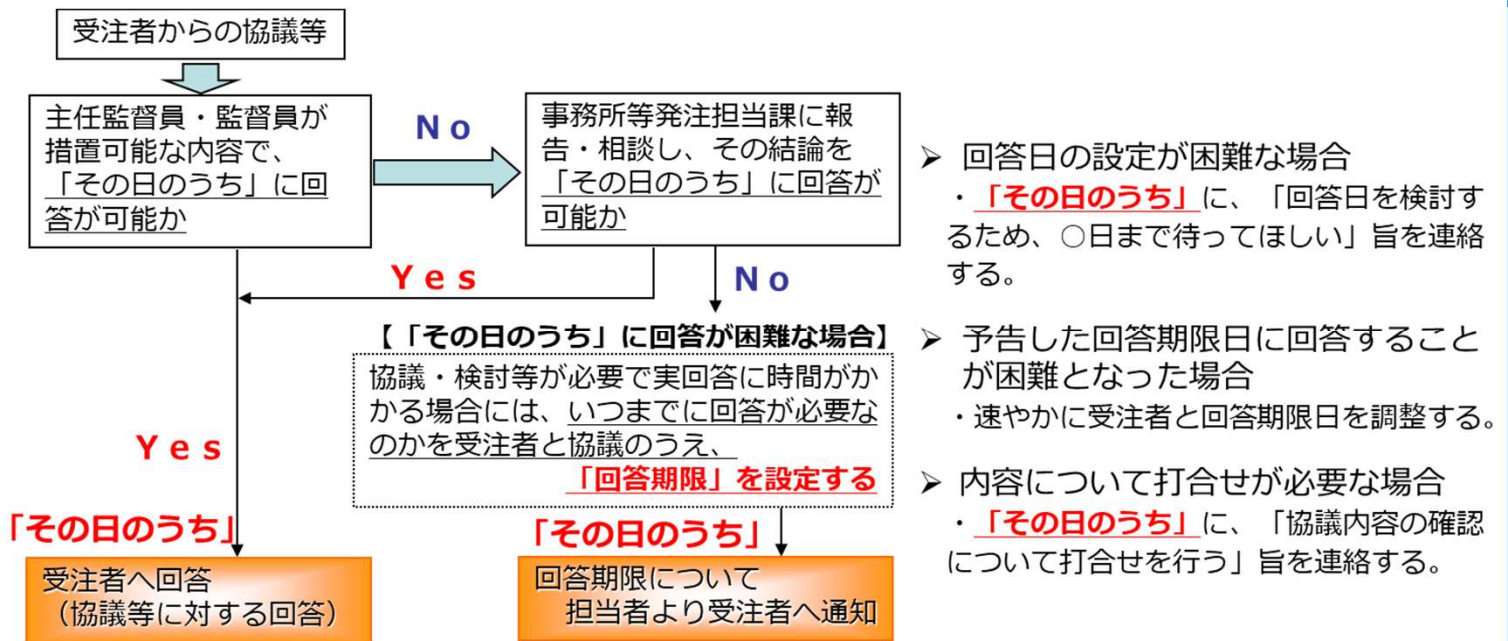 受注者からの協議等
主任監督員・監督員が
措置可能な内容で、
「その日のうち」に回
答が可能か
No
事務所等発注担当課に報
告・相談し、その結論を
「その日のうち」に回答が
可能か
Yes
No
【「その日のうち」に回答が困難な場合】
協議・検討等が必要で実回答に時間がか
かる場合には、いつまでに回答が必要な
のかを受注者と協議のうえ、
「回答期限」を設定する
Yes
「その日のうち」
受注者へ回答
(協議等に対する回答)
「その日のうち」
回答期限について
担当者より受注者へ通知
➢ 回答日の設定が困難な場合
・「その日のうち」に、「回答日を検討す
るため、○日まで待ってほしい」旨を連絡
する。
➢ 予告した回答期限日に回答すること
が困難となった場合
・速やかに受注者と回答期限日を調整する。
➢ 内容について打合せが必要な場合
・「その日のうち」に、「協議内容の確認
について打合せを行う」旨を連絡する。